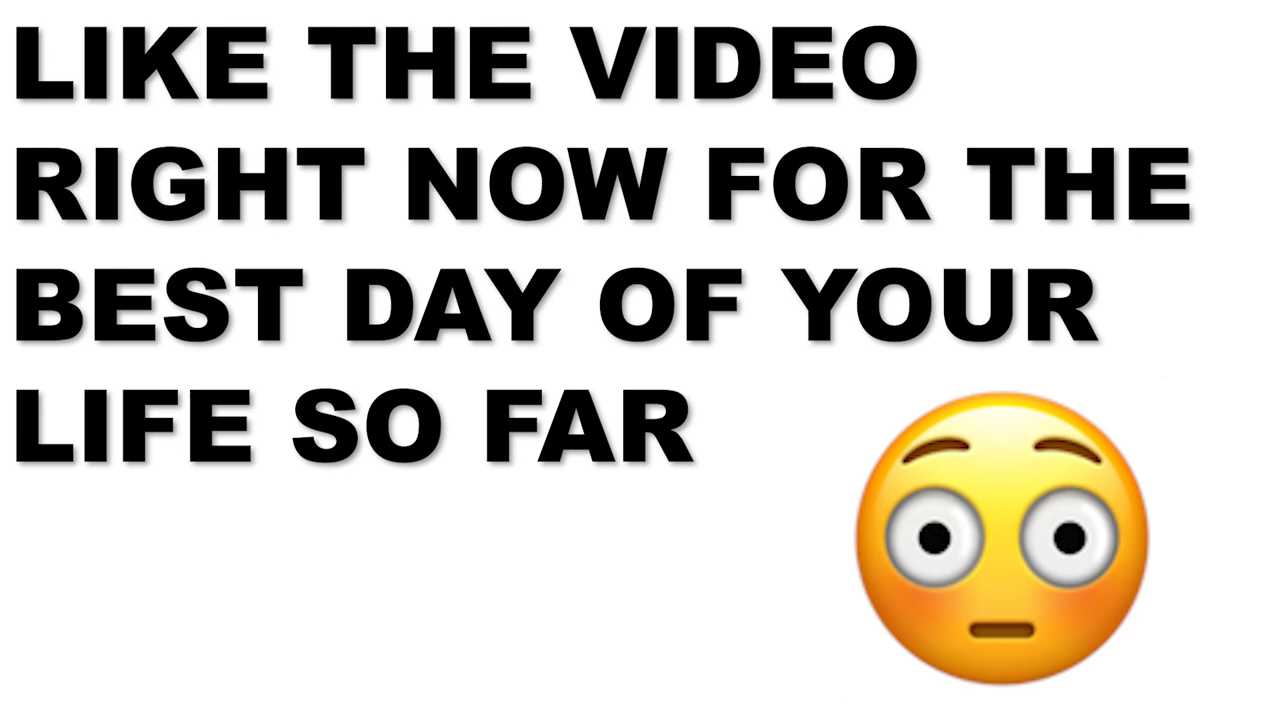 LIKE THE VIDEO
RIGHT NOW FOR THE
BEST DAY OF YOUR
LIFE SO FAR